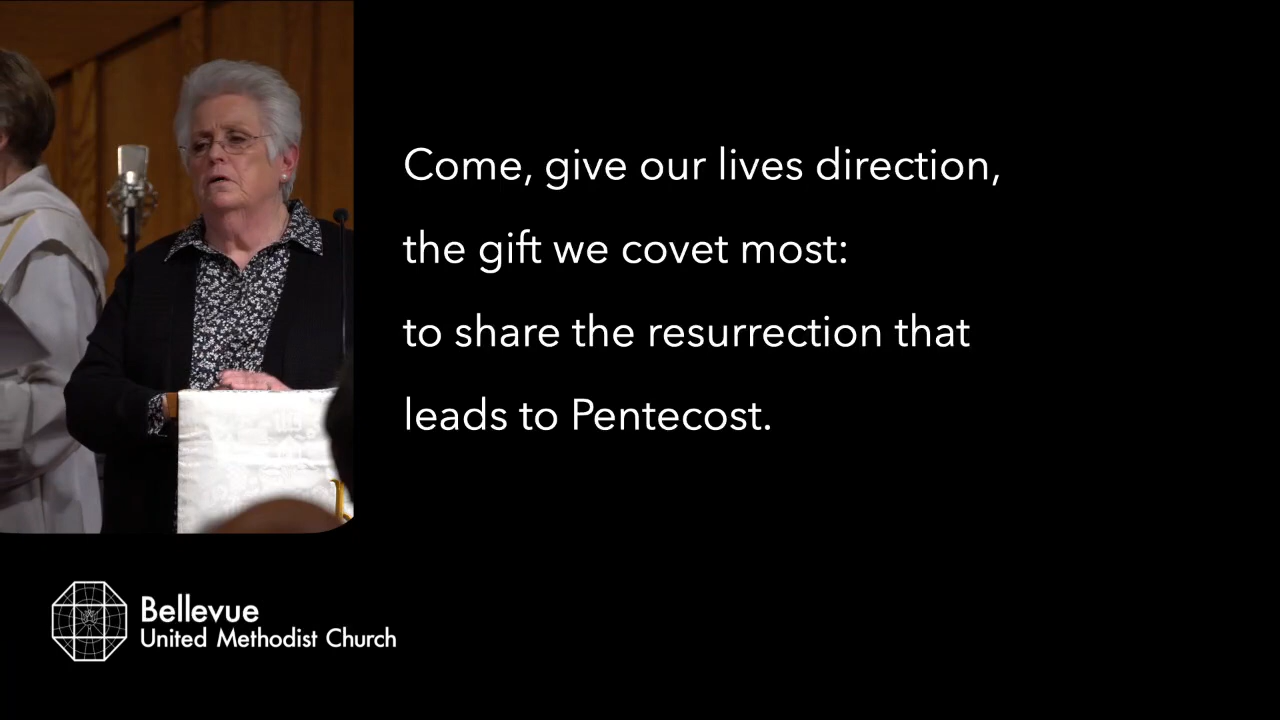 Come, give our lives direction,
the gift we covet most:
to share the resurrection that
leads to Pentecost.
Bellevue
United Methodist Church